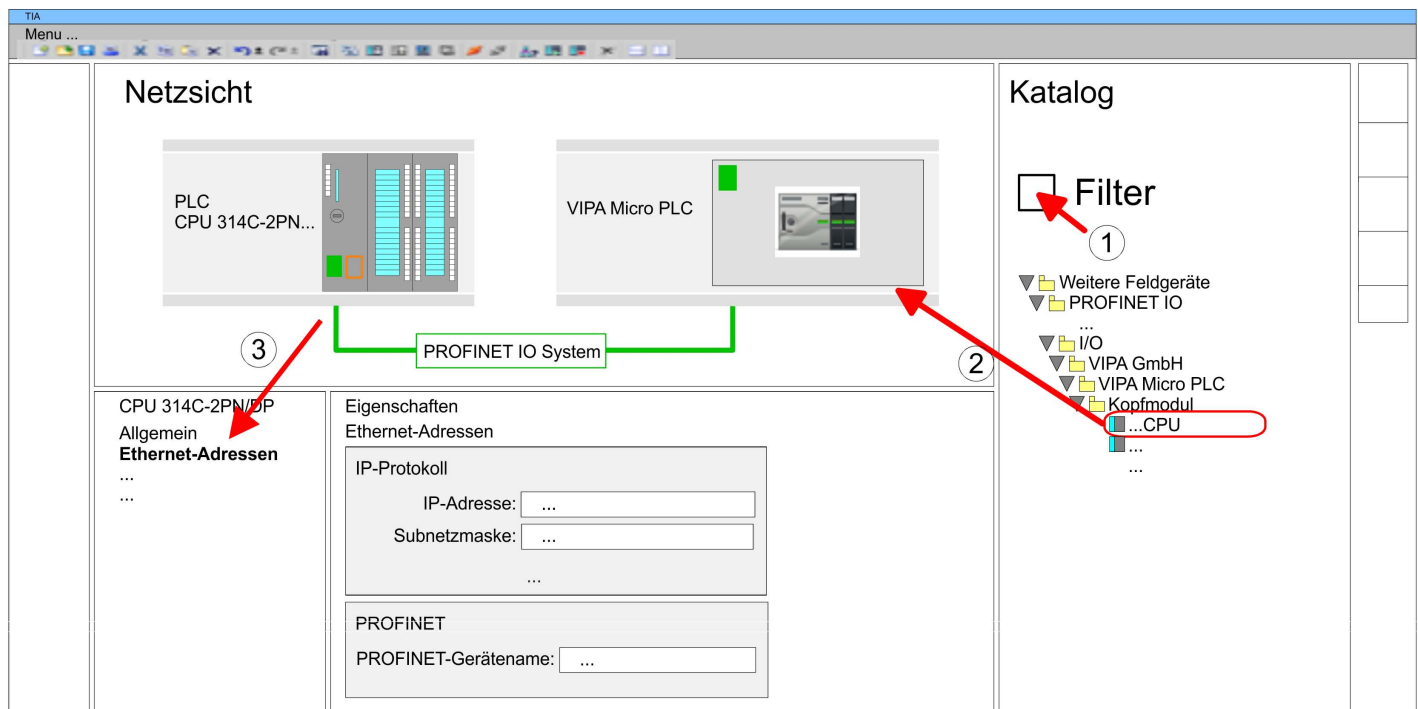 TIA
Menu ...
Netzsicht
PLC
CPU 314C-2PN...
VIPA Micro PLC
PROFINET IO System
3
2
CPU 314C-2PN/DP
Allgemein
Ethernet-Adressen
...
...
Eigenschaften
Ethernet-Adressen
IP-Protokoll
IP-Adresse: ...
Subnetzmaske: ...
...
PROFINET
PROFINET-Gerätename: ...
Katalog
Filter
1
Weitere Feldgeräte
PROFINET IO
...
I/O
VIPA GmbH
VIPA Micro PLC
Kopfmodul
...CPU
...
...